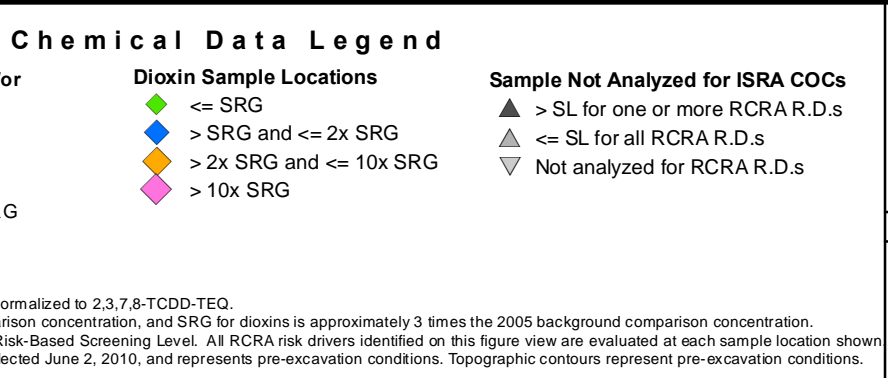 Chemical Data Legend
Dioxin Sample Locations
<= SRG
> SRG and <= 2x SRG
> 2x SRG and <= 10x SRG
> 10x SRG
Sample Not Analyzed for ISRA COCs
> SL for one or more RCRA R.D.s
<= SL for all RCRA R.D.s
Not analyzed for RCRA R.D.s
G
ormalized to 2,3,7,8-TCDD-TEQ.
arison concentration, and SRG for dioxins is approximately 3 times the 2005 background comparison concentration.
Risk-Based Screening Level. All RCRA risk drivers identified on this figure view are evaluated at each sample location shown.
lected June 2, 2010, and represents pre-excavation conditions. Topographic contours represent pre-excavation conditions.